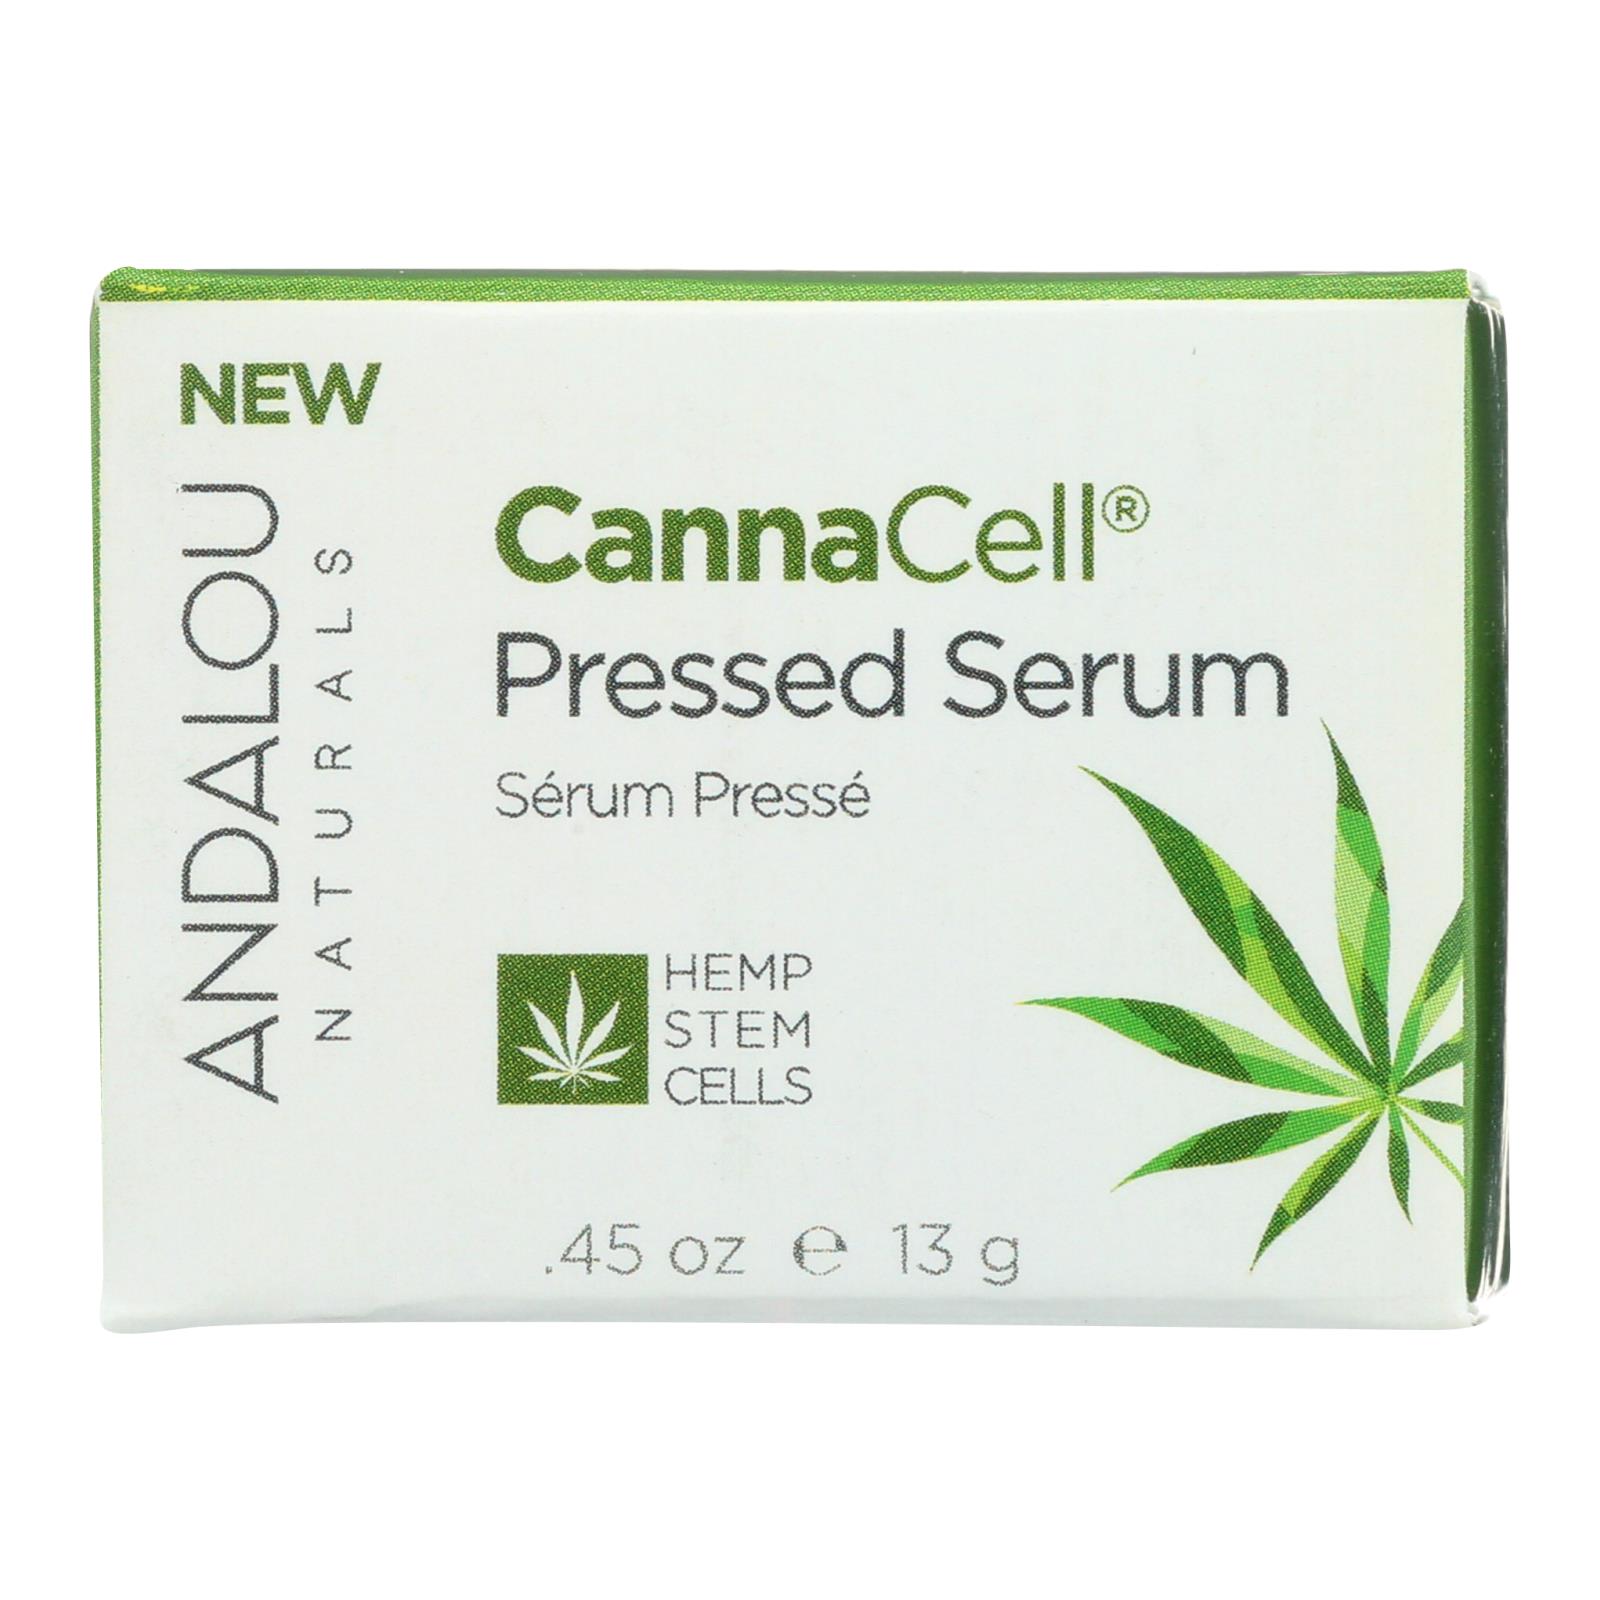 NEW
ANDALOU
NATURALS
CannaCell®
Pressed Serum
Sérum Pressé
HEMP
STEM
CELLS
.45 oz ℮ 13 g